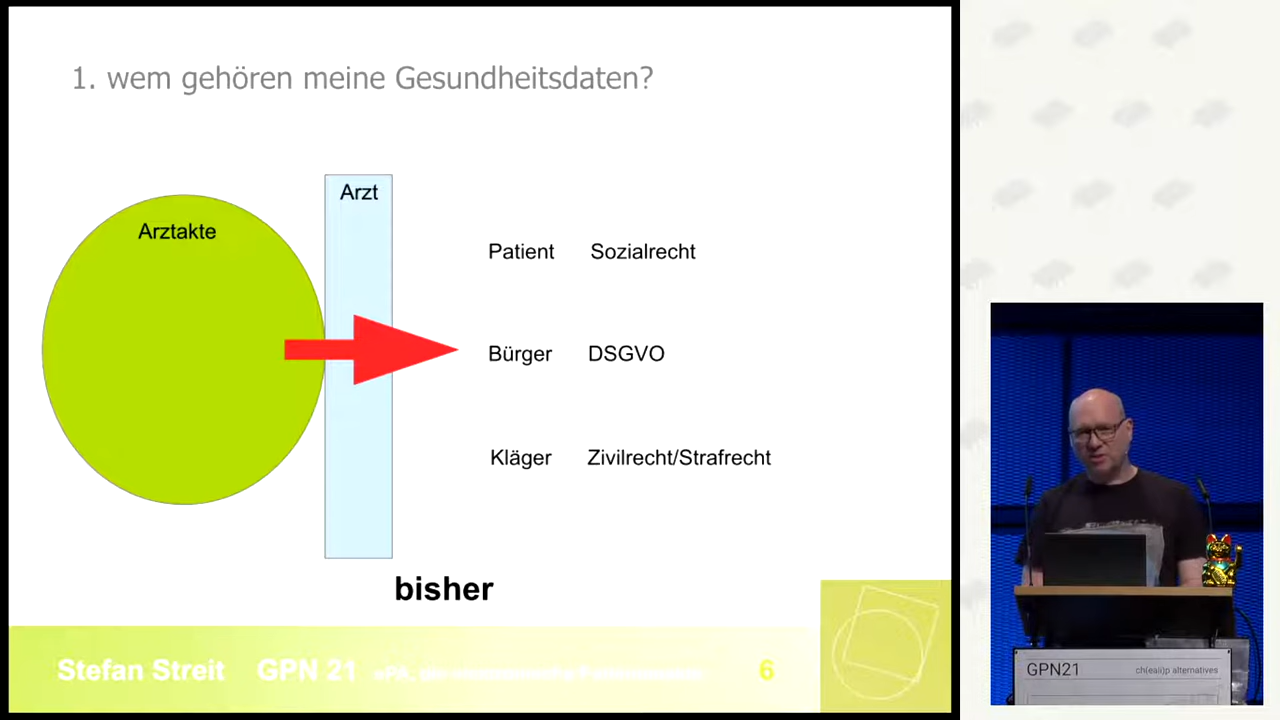 1. wem gehören meine Gesundheitsdaten?
Arzt
Arztakte
Patient Sozialrecht
Bürger DSGVO
Kläger Zivilrecht/Strafrecht
bisher
Stefan Streit GPN 21
6
GPN21 ch(ea(i)p alternatives